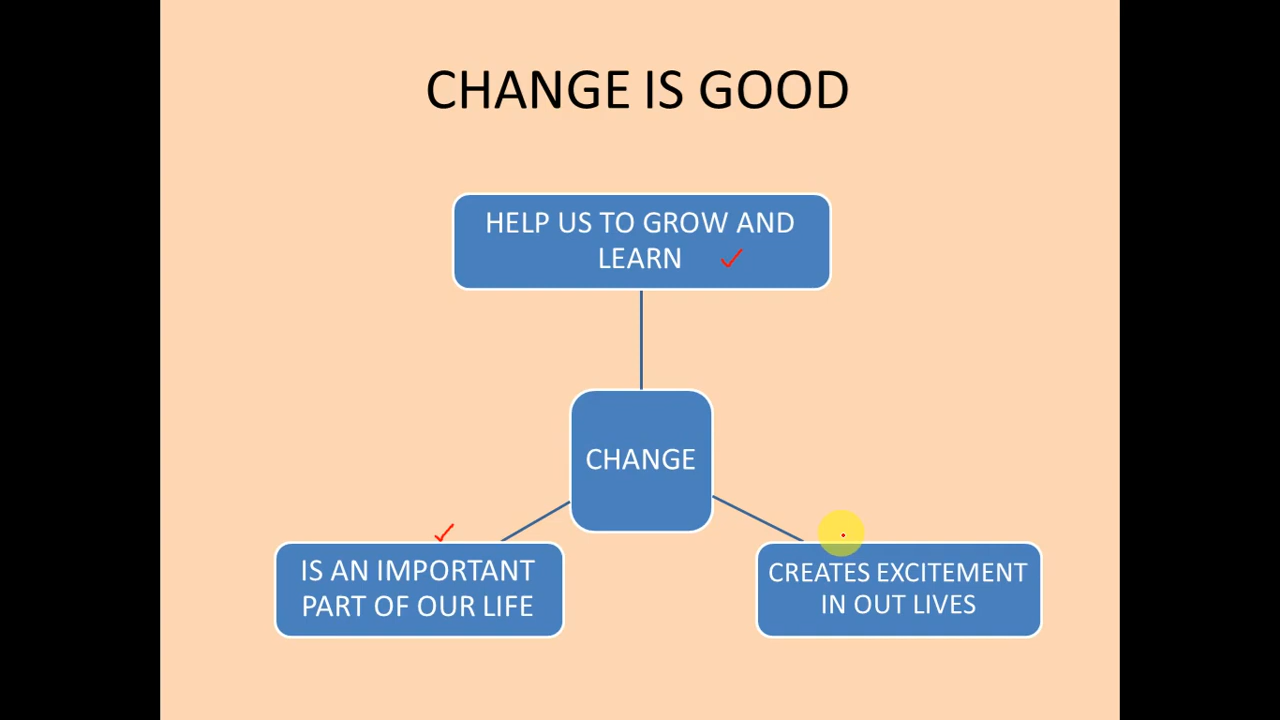 CHANGE IS GOOD
HELP US TO GROW AND
LEARN
CHANGE
IS AN IMPORTANT
PART OF OUR LIFE
CREATES EXCITEMENT
IN OUT LIVES